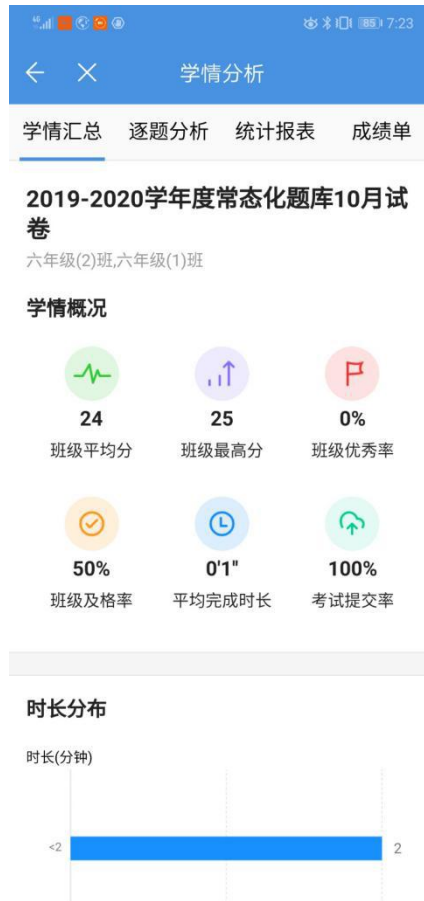 46
85 7:23
学情分析
学情汇总 逐题分析 统计报表 成绩单
2019-2020学年度常态化题库10月试
卷
六年级(2)班,六年级(1)班
学情概况
24 25 0%
班级平均分 班级最高分 班级优秀率
50% 0'1" 100%
班级及格率 平均完成时长 考试提交率
时长分布
时长(分钟)
<2 2